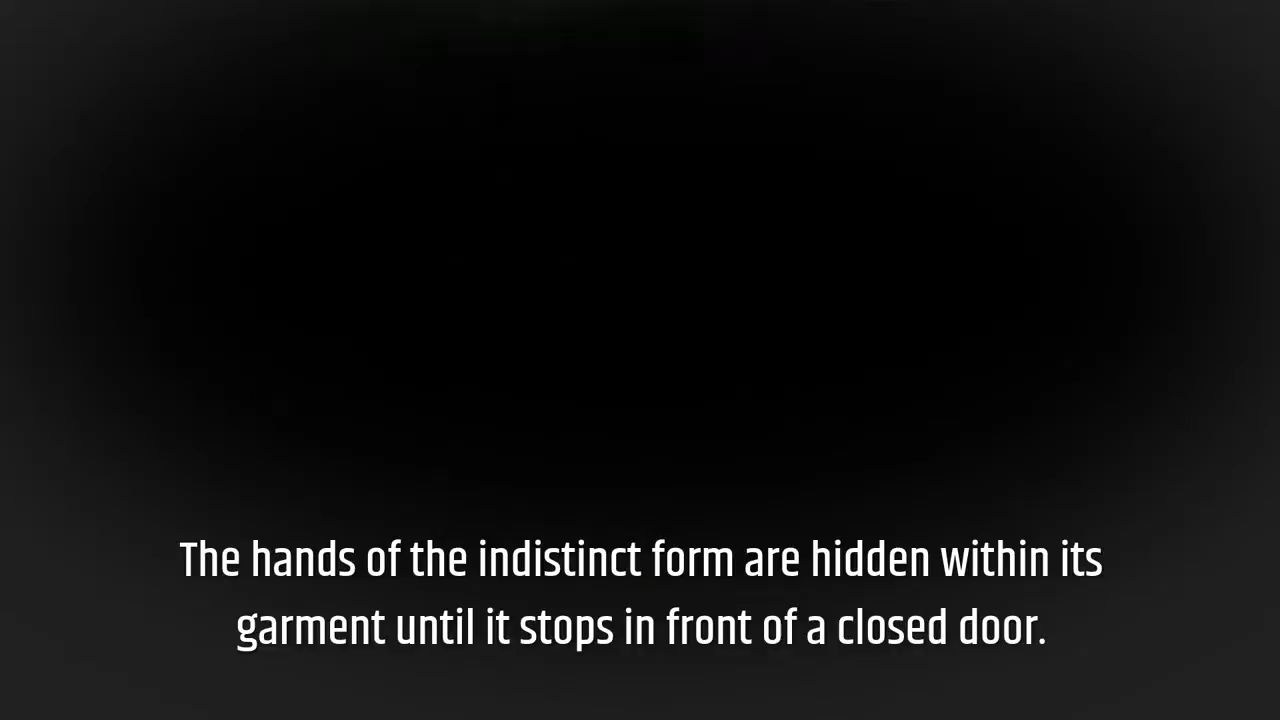 The hands of the indistinct form are hidden within its
garment until it stops in front of a closed door.